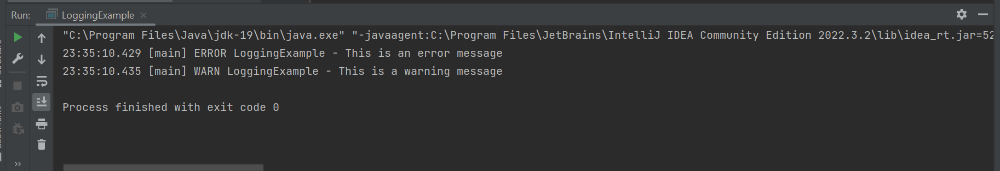 Run: LoggingExample
"C:\Program Files\Java\jdk-19\bin\java.exe" "-javaagent:C:\Program Files\JetBrains\IntelliJ IDEA Community Edition 2022.3.2\lib\idea_rt.jar=52
23:35:10.429 [main] ERROR LoggingExample - This is an error message
23:35:10.435 [main] WARN LoggingExample - This is a warning message
Process finished with exit code 0